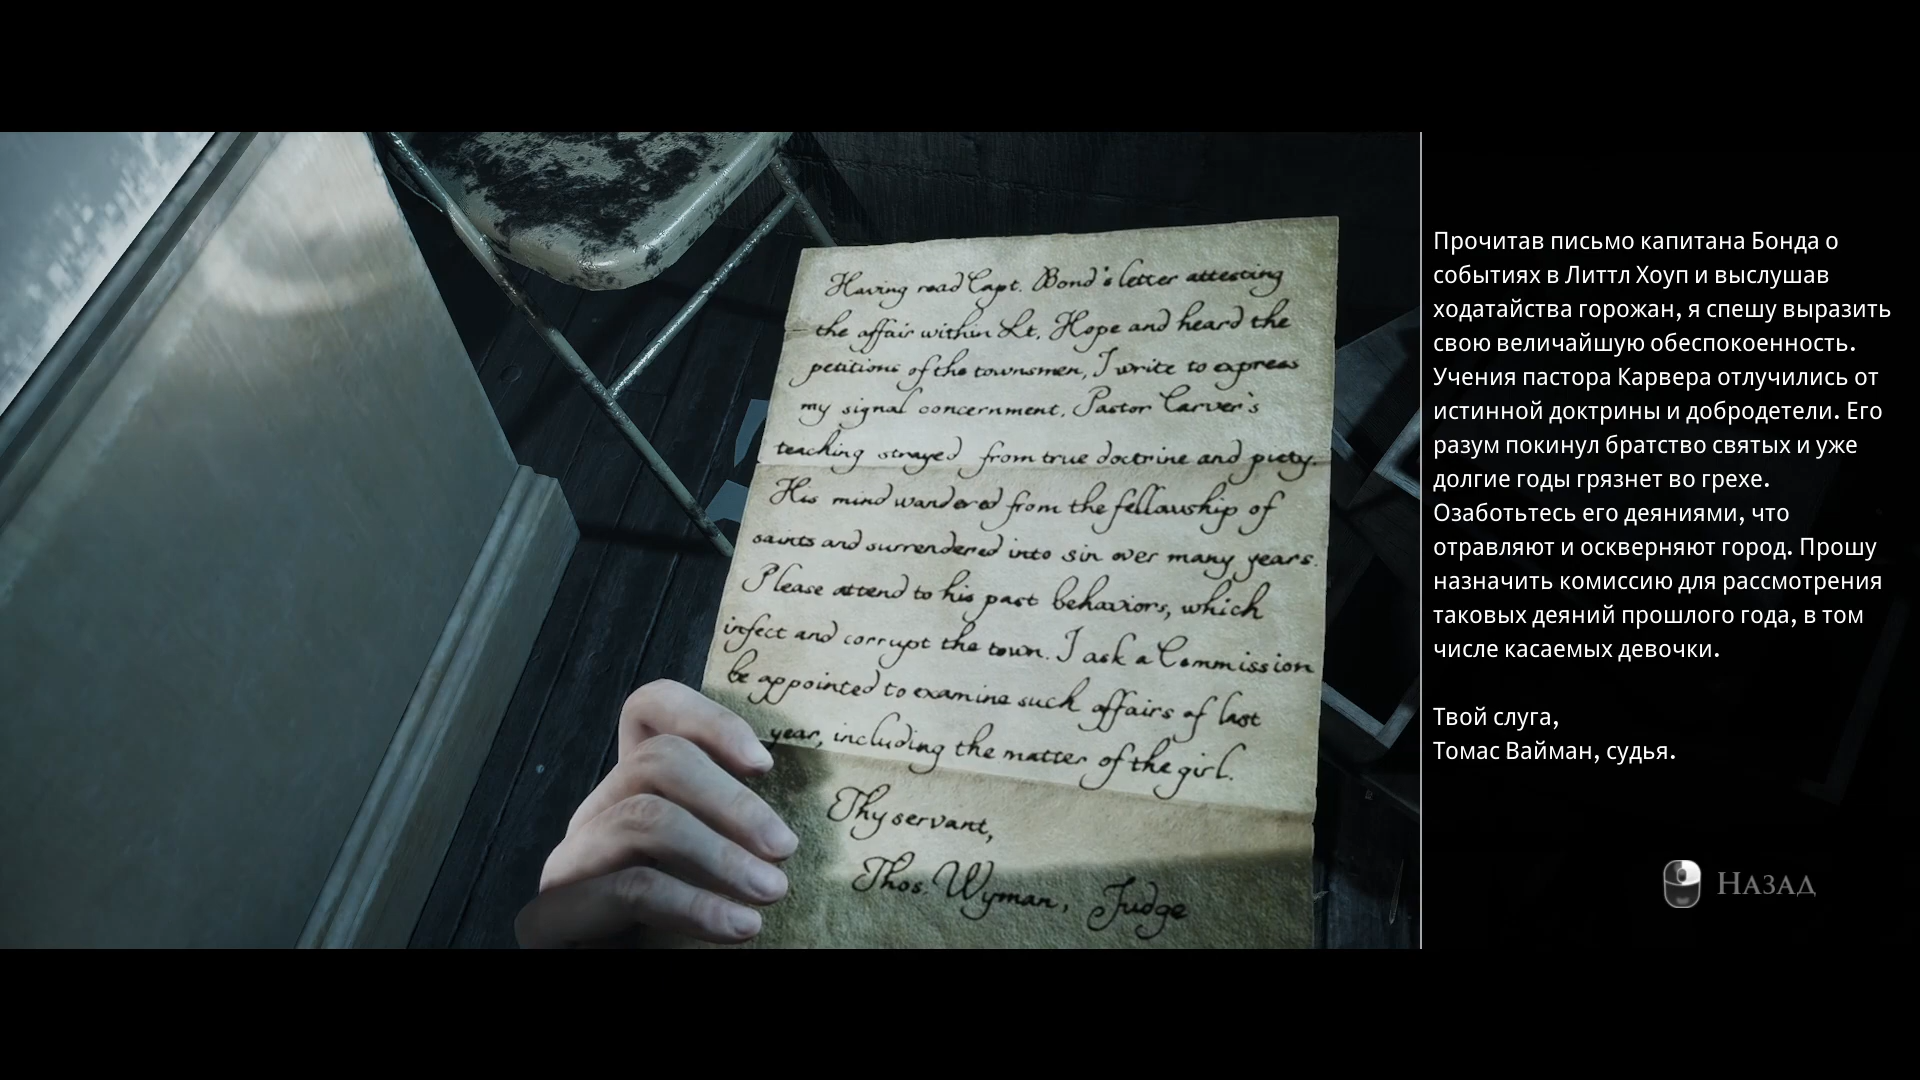 Having read Capt. Bond's letter attesting
the affair within Lt. Hope and heard the
petitions of the townsmen, I write to express
my signal concernment. Pastor Carver's
teaching strayed from true doctrine and piety.
His mind wandered from the fellowship of
saints and surrendered into sin over many years.
Please attend to his past behaviors, which
infect and corrupt the town. I ask a Commission
be appointed to examine such affairs of last
year, including the matter of the girl.
Thy servant,
Thos. Wyman, Judge
Прочитав письмо капитана Бонда о
событиях в Литтл Хоуп и выслушав
ходатайства горожан, я спешу выразить
свою величайшую обеспокоенность.
Учения пастора Карвера отлучились от
истинной доктрины и добродетели. Его
разум покинул братство святых и уже
долгие годы грязнет во грехе.
Озаботьтесь его деяниями, что
отравляют и оскверняют город. Прошу
назначить комиссию для рассмотрения
таковых деяний прошлого года, в том
числе касаемых девочки.
Твой слуга,
Томас Вайман, судья.
Назад